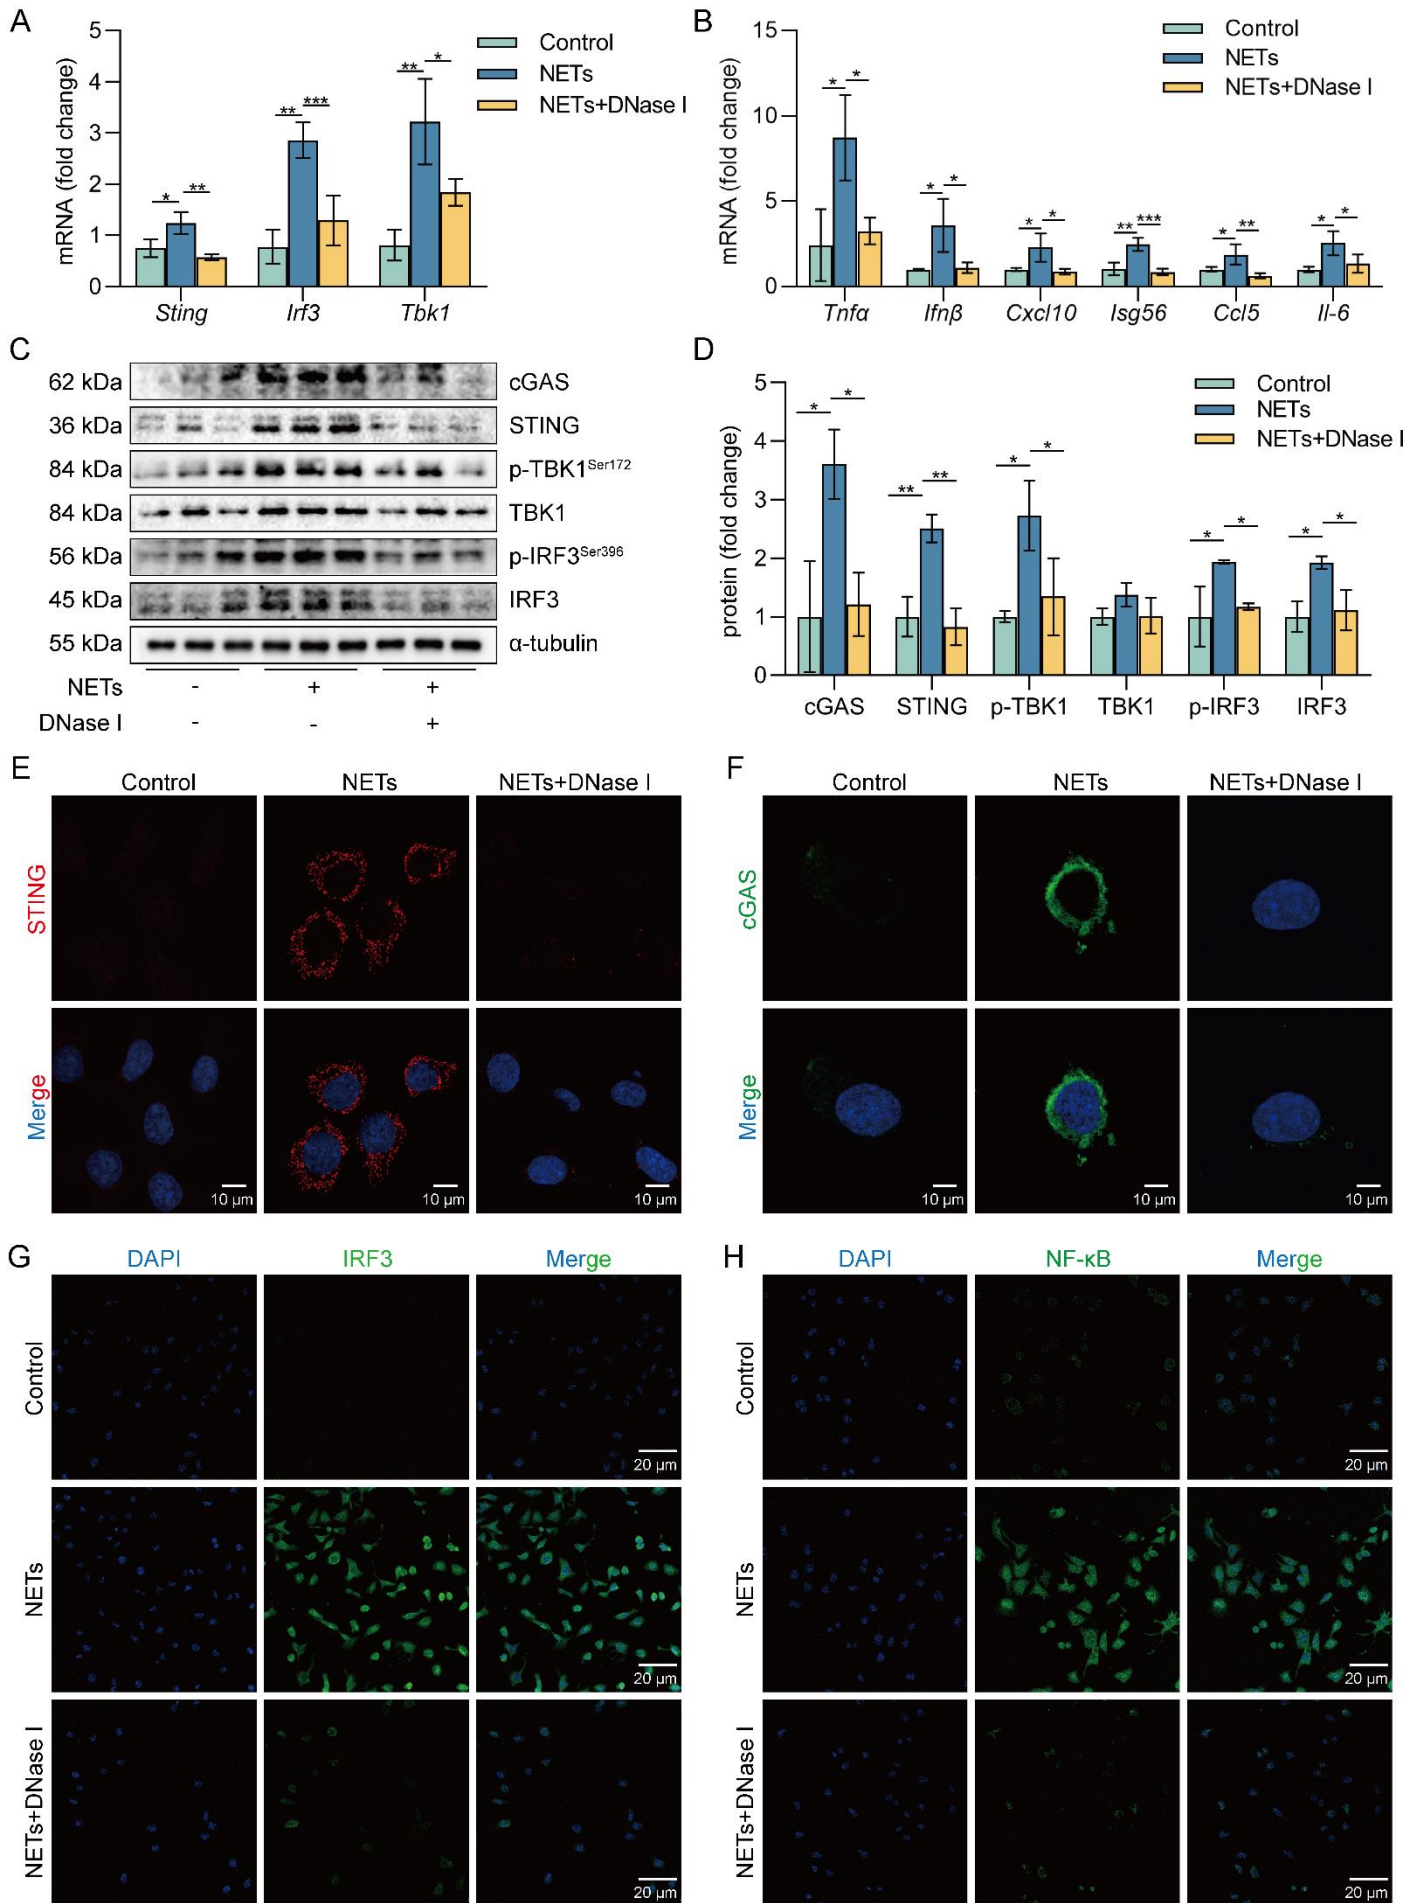 A
5
4
3
2
1
0
mRNA (fold change)
* ** ** *** ** *
Sting Irf3 Tbk1
Control
NETs
NETs+DNase I
B
15
10
5
0
mRNA (fold change)
* * * * * * ** *** * ** * *
Tnfα Ifnβ Cxcl10 Isg56 Ccl5 Il-6
Control
NETs
NETs+DNase I
C
62 kDa cGAS
36 kDa STING
84 kDa p-TBK1Ser172
84 kDa TBK1
56 kDa p-IRF3Ser396
45 kDa IRF3
55 kDa α-tubulin
NETs - + +
DNase I - - +
D
5
4
3
2
1
0
protein (fold change)
* * ** ** * * * * * *
cGAS STING p-TBK1 TBK1 p-IRF3 IRF3
Control
NETs
NETs+DNase I
E
Control NETs NETs+DNase I
STING
Merge
10 μm 10 μm 10 μm
F
Control NETs NETs+DNase I
cGAS
Merge
10 μm 10 μm 10 μm
G
DAPI IRF3 Merge
Control
20 μm
NETs
20 μm
NETs+DNase I
20 μm
H
DAPI NF-κB Merge
Control
20 μm
NETs
20 μm
NETs+DNase I
20 μm